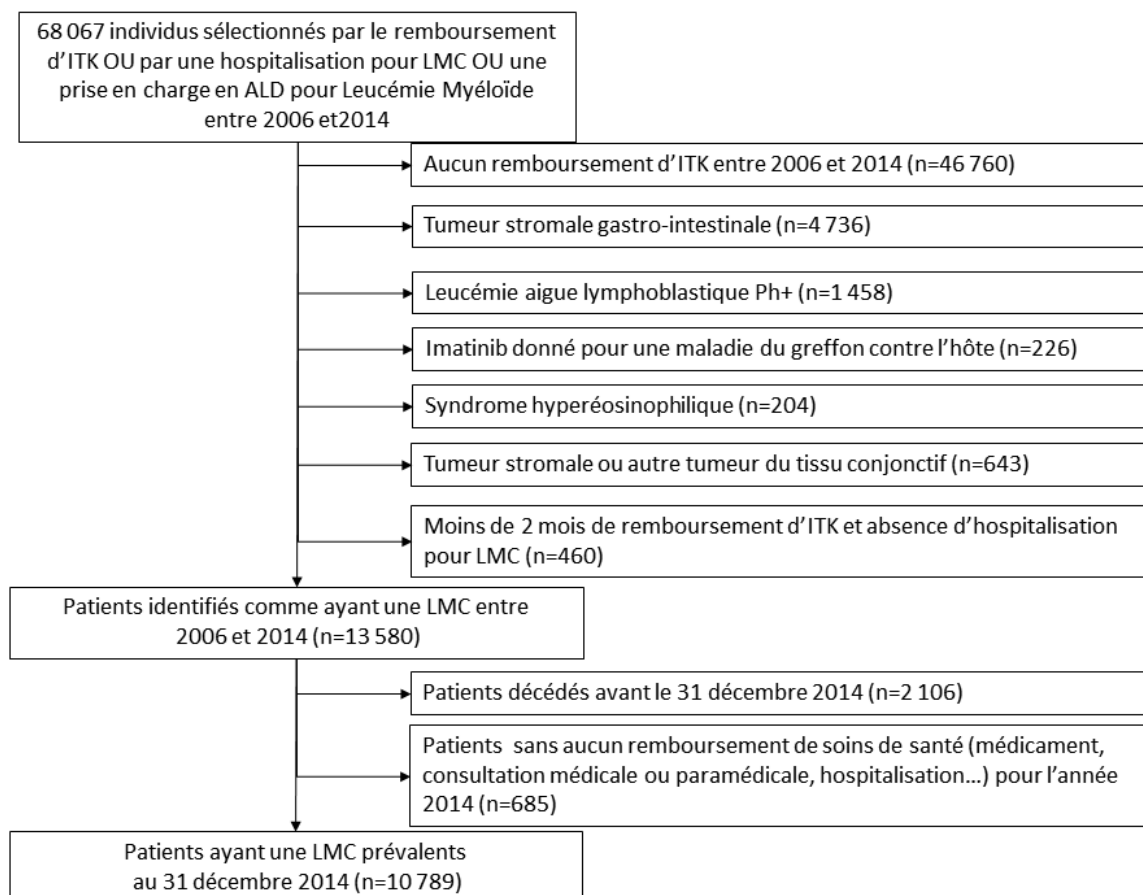 68 067 individus sélectionnés par le remboursement
d’ITK OU par une hospitalisation pour LMC OU une
prise en charge en ALD pour Leucémie Myéloïde
entre 2006 et2014
Aucun remboursement d’ITK entre 2006 et 2014 (n=46 760)
Tumeur stromale gastro-intestinale (n=4 736)
Leucémie aigue lymphoblastique Ph+ (n=1 458)
Imatinib donné pour une maladie du greffon contre l’hôte (n=226)
Syndrome hyperéosinophilique (n=204)
Tumeur stromale ou autre tumeur du tissu conjonctif (n=643)
Moins de 2 mois de remboursement d’ITK et absence d’hospitalisation
pour LMC (n=460)
Patients identifiés comme ayant une LMC entre
2006 et 2014 (n=13 580)
Patients décédés avant le 31 décembre 2014 (n=2 106)
Patients sans aucun remboursement de soins de santé (médicament,
consultation médicale ou paramédicale, hospitalisation…) pour l’année
2014 (n=685)
Patients ayant une LMC prévalents
au 31 décembre 2014 (n=10 789)